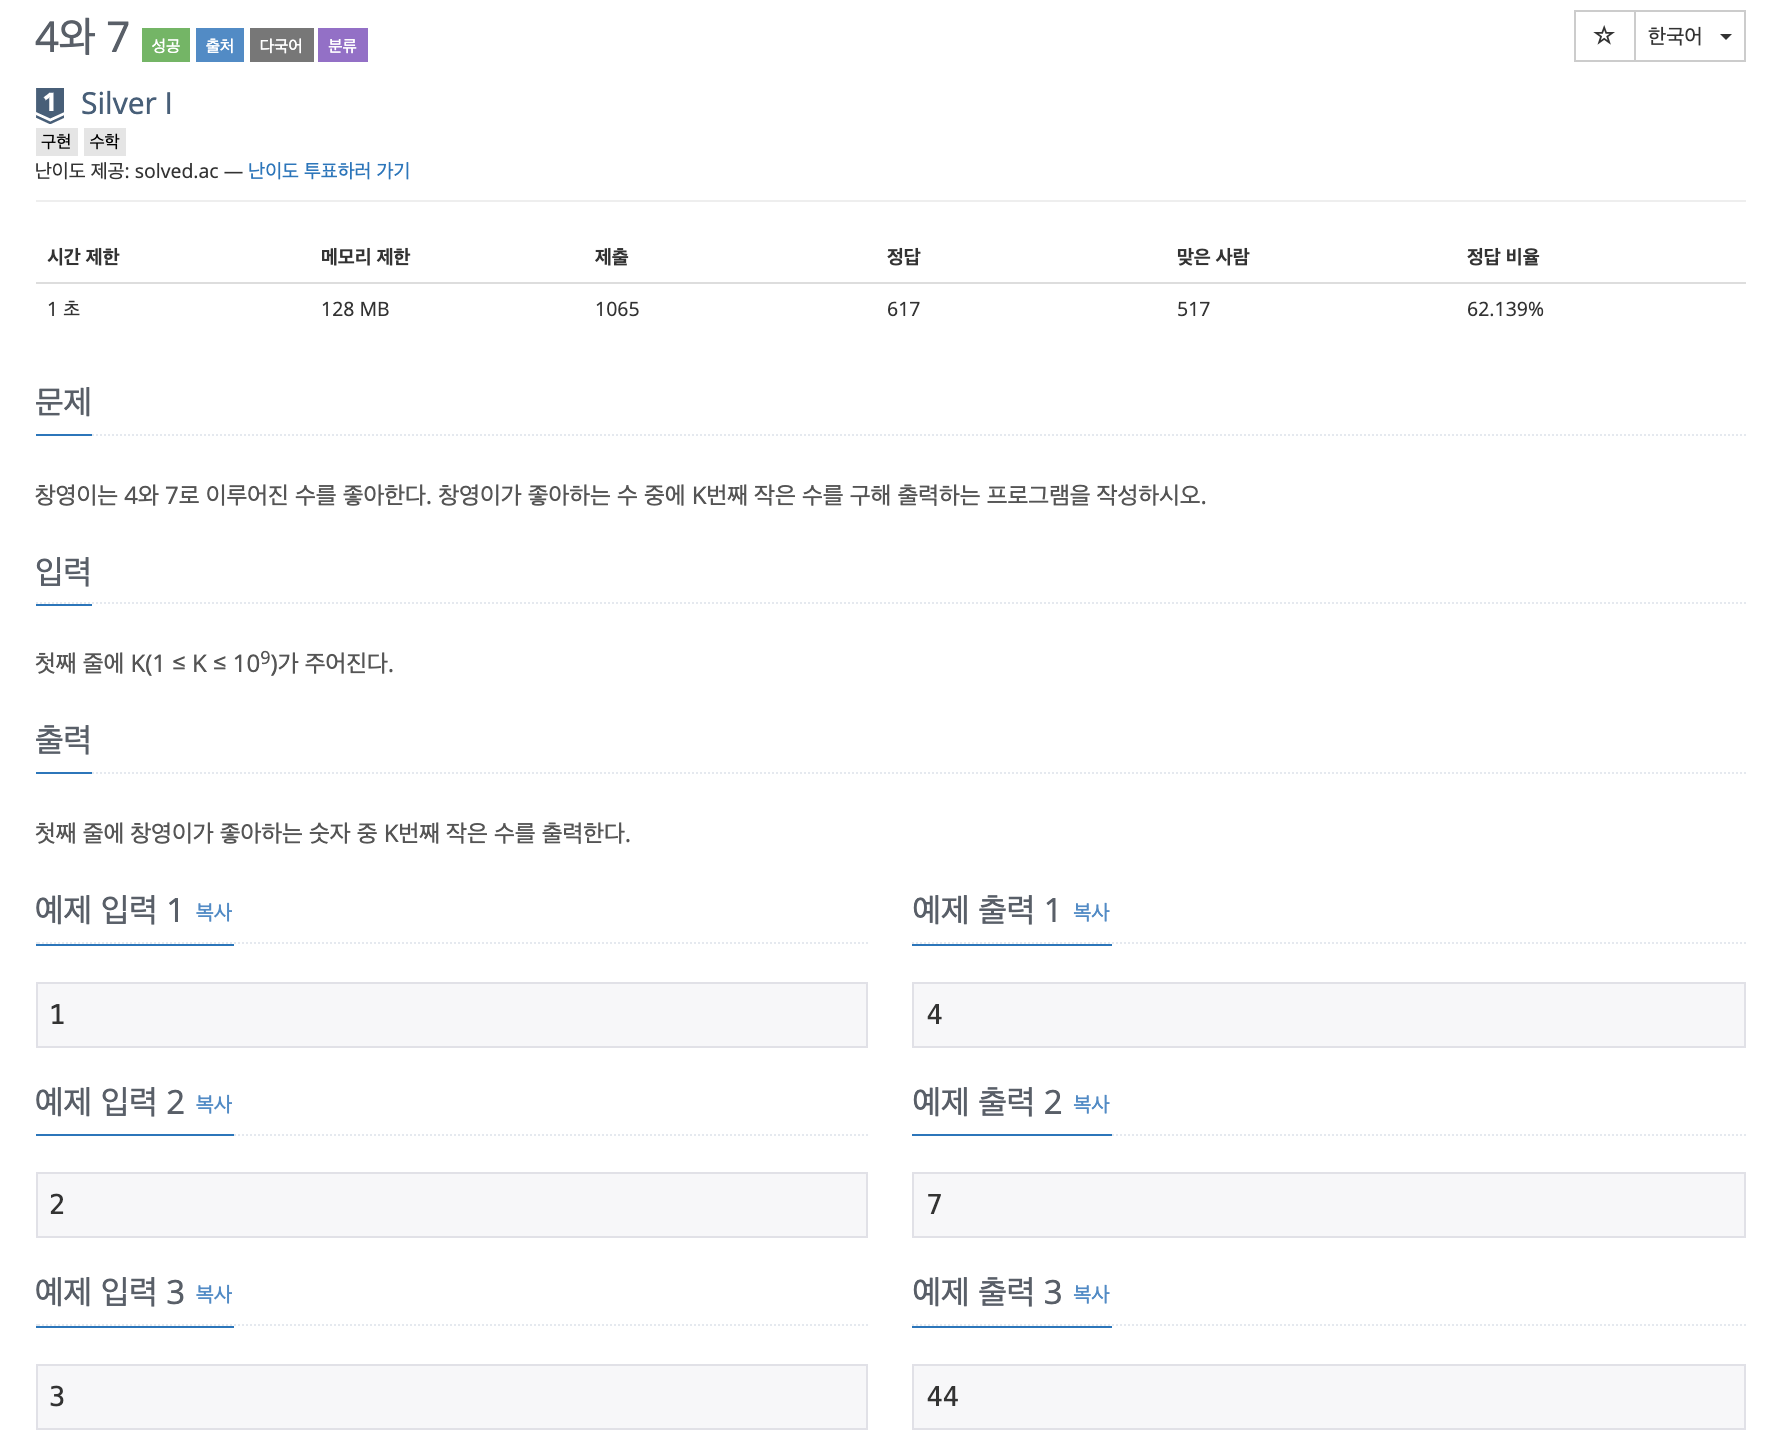 4와 7 성공 출처 다국어 분류
☆ 한국어
1 Silver I
구현 수학
난이도 제공: solved.ac — 난이도 투표하러 가기
시간 제한 메모리 제한 제출 정답 맞은 사람 정답 비율
1 초 128 MB 1065 617 517 62.139%
문제
창영이는 4와 7로 이루어진 수를 좋아한다. 창영이가 좋아하는 수 중에 K번째 작은 수를 구해 출력하는 프로그램을 작성하시오.
입력
첫째 줄에 K(1 ≤ K ≤ 10⁹)가 주어진다.
출력
첫째 줄에 창영이가 좋아하는 숫자 중 K번째 작은 수를 출력한다.
예제 입력 1 복사
1
예제 출력 1 복사
4
예제 입력 2 복사
2
예제 출력 2 복사
7
예제 입력 3 복사
3
예제 출력 3 복사
44